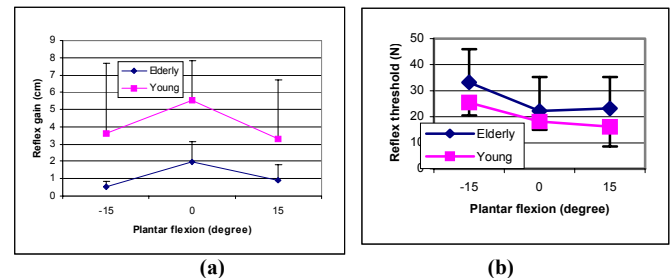 Reflex gain (cm)
9
8
7
6
5
4
3
2
1
0
Elderly
Young
-15 0 15
Plantar flexion (degree)
(a)
Reflex threshold (N)
50
40
30
20
10
0
Elderly
Young
-15 0 15
Plantar flexion (degree)
(b)